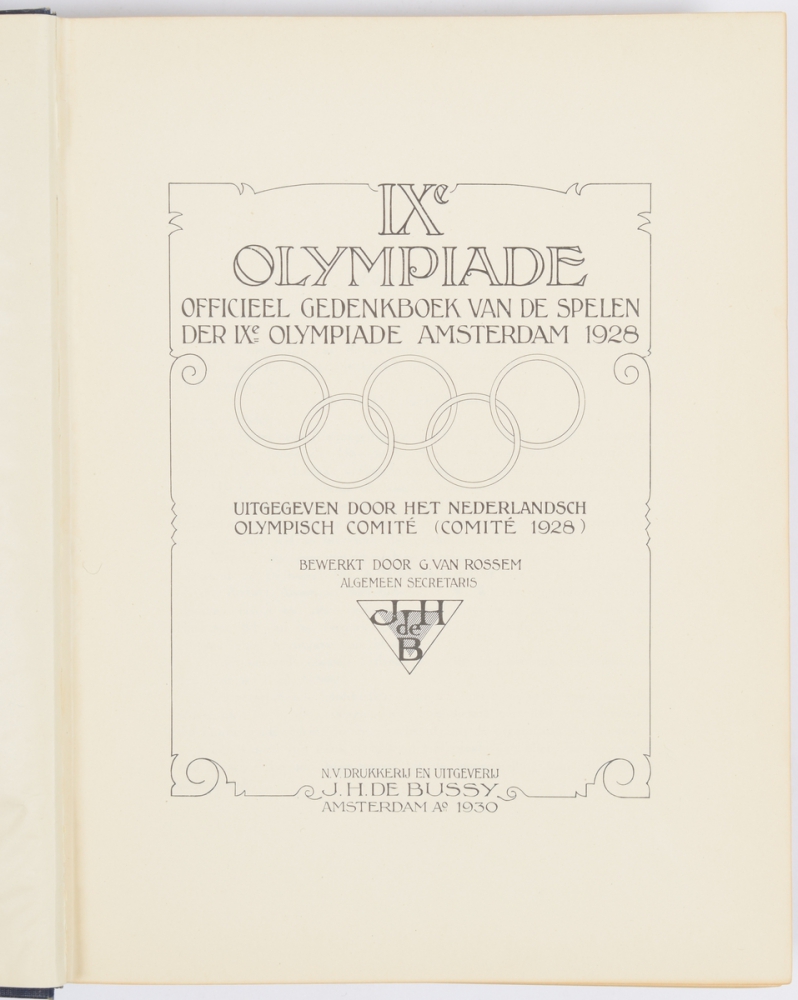 IXe
OLYMPIADE
OFFICIEEL GEDENKBOEK VAN DE SPELEN
DER IXe OLYMPIADE AMSTERDAM 1928
UITGEGEVEN DOOR HET NEDERLANDSCH
OLYMPISCH COMITÉ (COMITÉ 1928)
BEWERKT DOOR G. VAN ROSSEM
ALGEMEEN SECRETARIS
J H
de
B
N.V. DRUKKERIJ EN UITGEVERIJ
J. H. DE BUSSY
AMSTERDAM Ao 1930